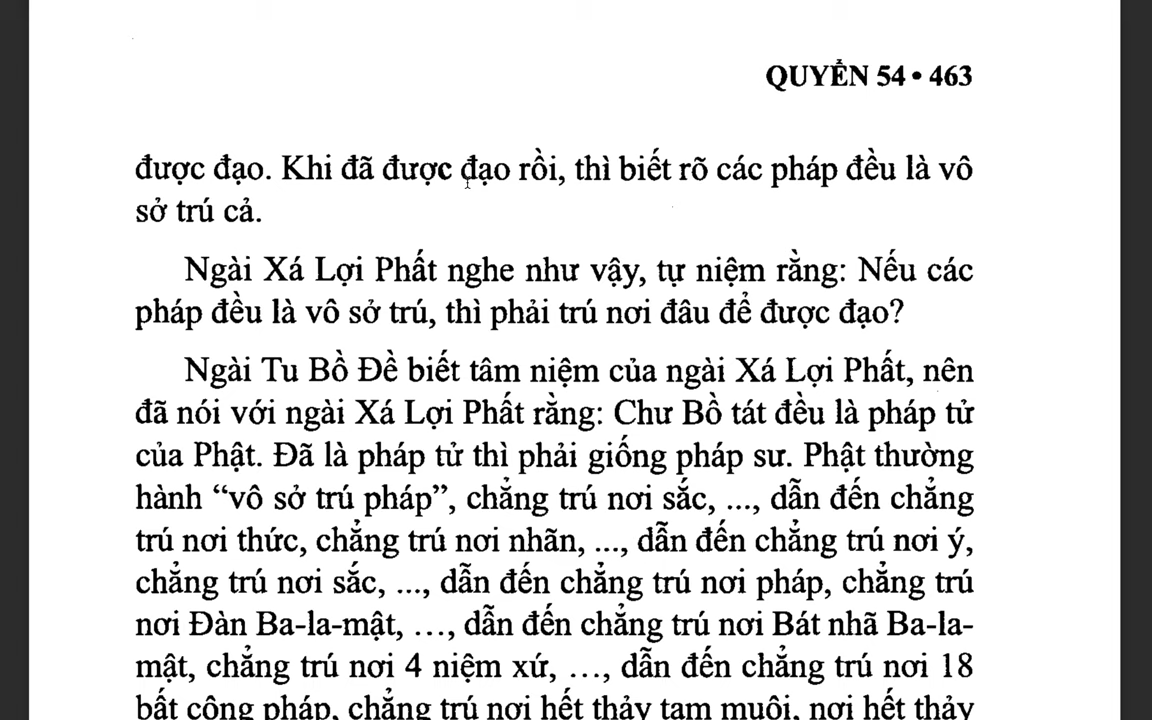 QUYỂN 54 • 463
được đạo. Khi đã được đạo rồi, thì biết rõ các pháp đều là vô
sở trú cả.
Ngài Xá Lợi Phất nghe như vậy, tự niệm rằng: Nếu các
pháp đều là vô sở trú, thì phải trú nơi đâu để được đạo?
Ngài Tu Bồ Đề biết tâm niệm của ngài Xá Lợi Phất, nên
đã nói với ngài Xá Lợi Phất rằng: Chư Bồ tát đều là pháp tử
của Phật. Đã là pháp tử thì phải giống pháp sư. Phật thường
hành “vô sở trú pháp”, chẳng trú nơi sắc, ..., dẫn đến chẳng
trú nơi thức, chẳng trú nơi nhãn, ..., dẫn đến chẳng trú nơi ý,
chẳng trú nơi sắc, ..., dẫn đến chẳng trú nơi pháp, chẳng trú
nơi Đàn Ba-la-mật, ..., dẫn đến chẳng trú nơi Bát nhã Ba-la-
mật, chẳng trú nơi 4 niệm xứ, ..., dẫn đến chẳng trú nơi 18
bất cộng pháp, chẳng trú nơi hết thảy tam muội, nơi hết thảy